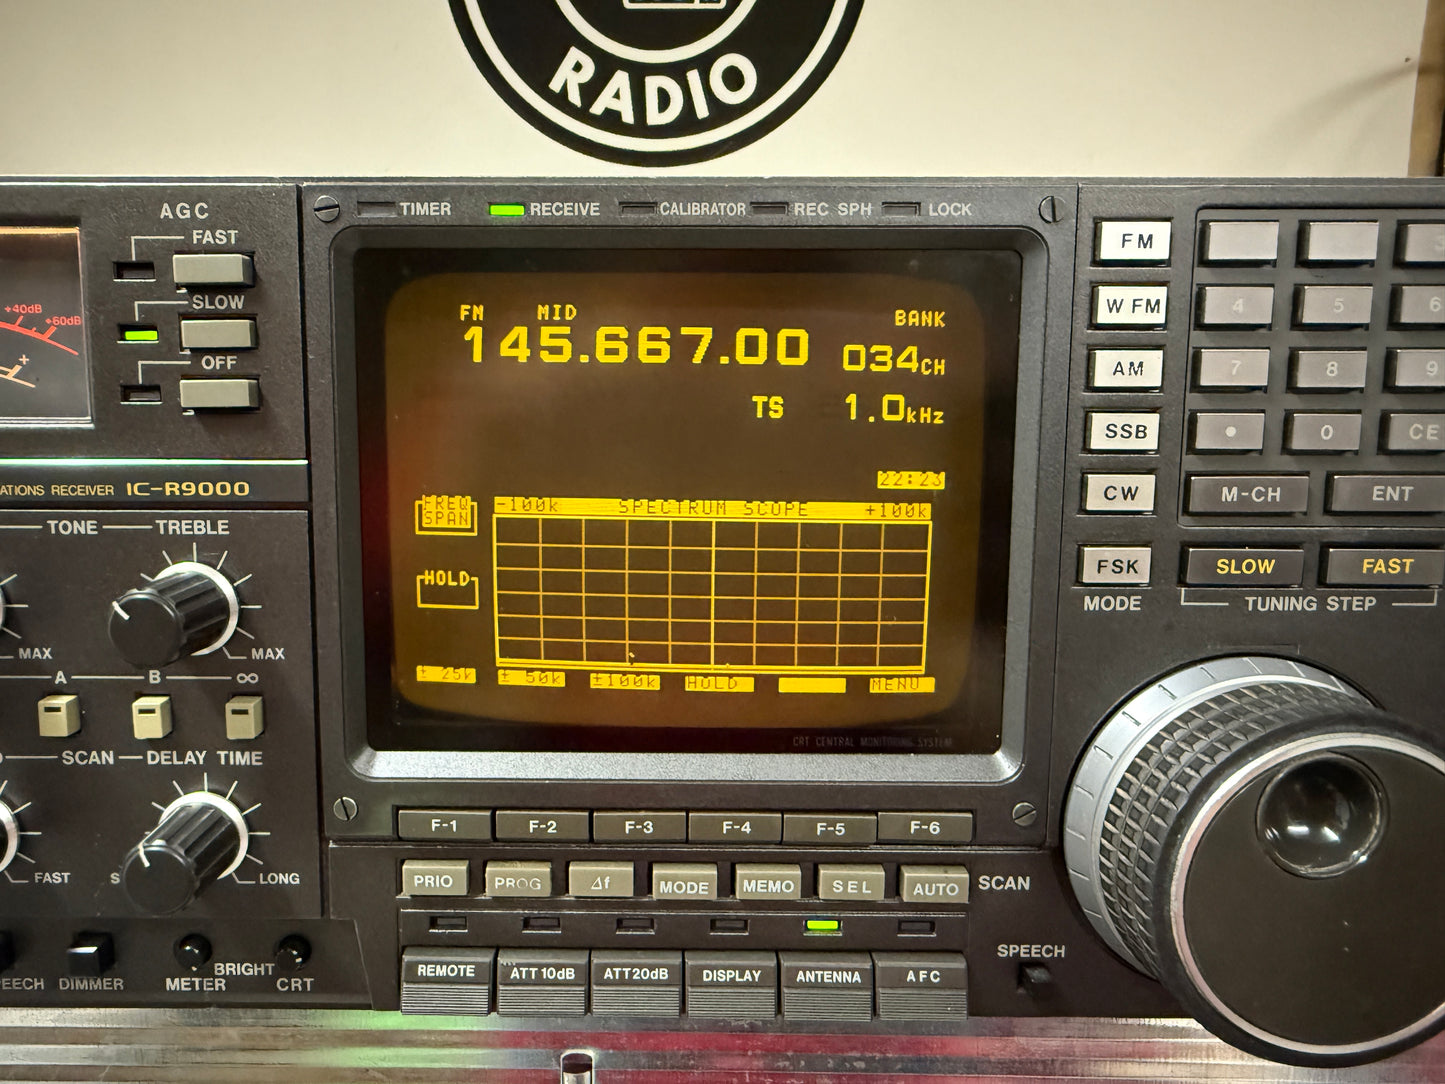 RADIO
TIMER RECEIVE CALIBRATOR REC SPH LOCK
AGC
FAST
SLOW
OFF
+40dB
+60dB
+
ATIONS RECEIVER IC-R9000
TONE TREBLE
MAX MAX
A B ∞
SCAN DELAY TIME
FAST S LONG
EECH DIMMER METER BRIGHT CRT
FM MID BANK
145.667.00 034CH
TS 1.0kHz
22:23
FREQ SPAN
-100k SPECTRUM SCOPE +100k
HOLD
± 25k ± 50k ±100k HOLD MENU
CRT CENTRAL MONITORING SYSTEM
F-1 F-2 F-3 F-4 F-5 F-6
PRIO PROG Δf MODE MEMO SEL AUTO SCAN
REMOTE ATT 10dB ATT20dB DISPLAY ANTENNA AFC
FM
W FM 4 5 6
AM 7 8 9
SSB • 0 CE
CW M-CH ENT
FSK SLOW FAST
MODE TUNING STEP
SPEECH